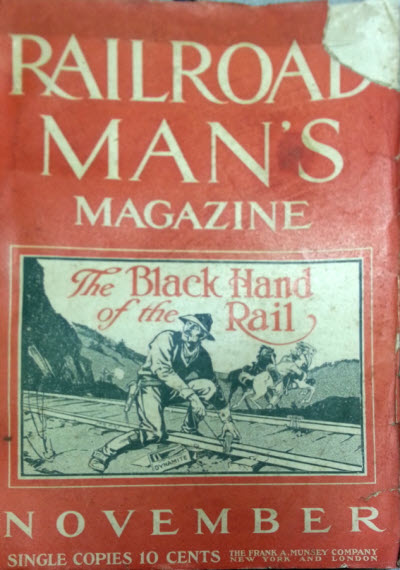 RAILROAD
MAN'S
MAGAZINE
The Black Hand
of the Rail
DYNAMITE
NOVEMBER
SINGLE COPIES 10 CENTS
THE FRANK A. MUNSEY COMPANY
NEW YORK AND LONDON